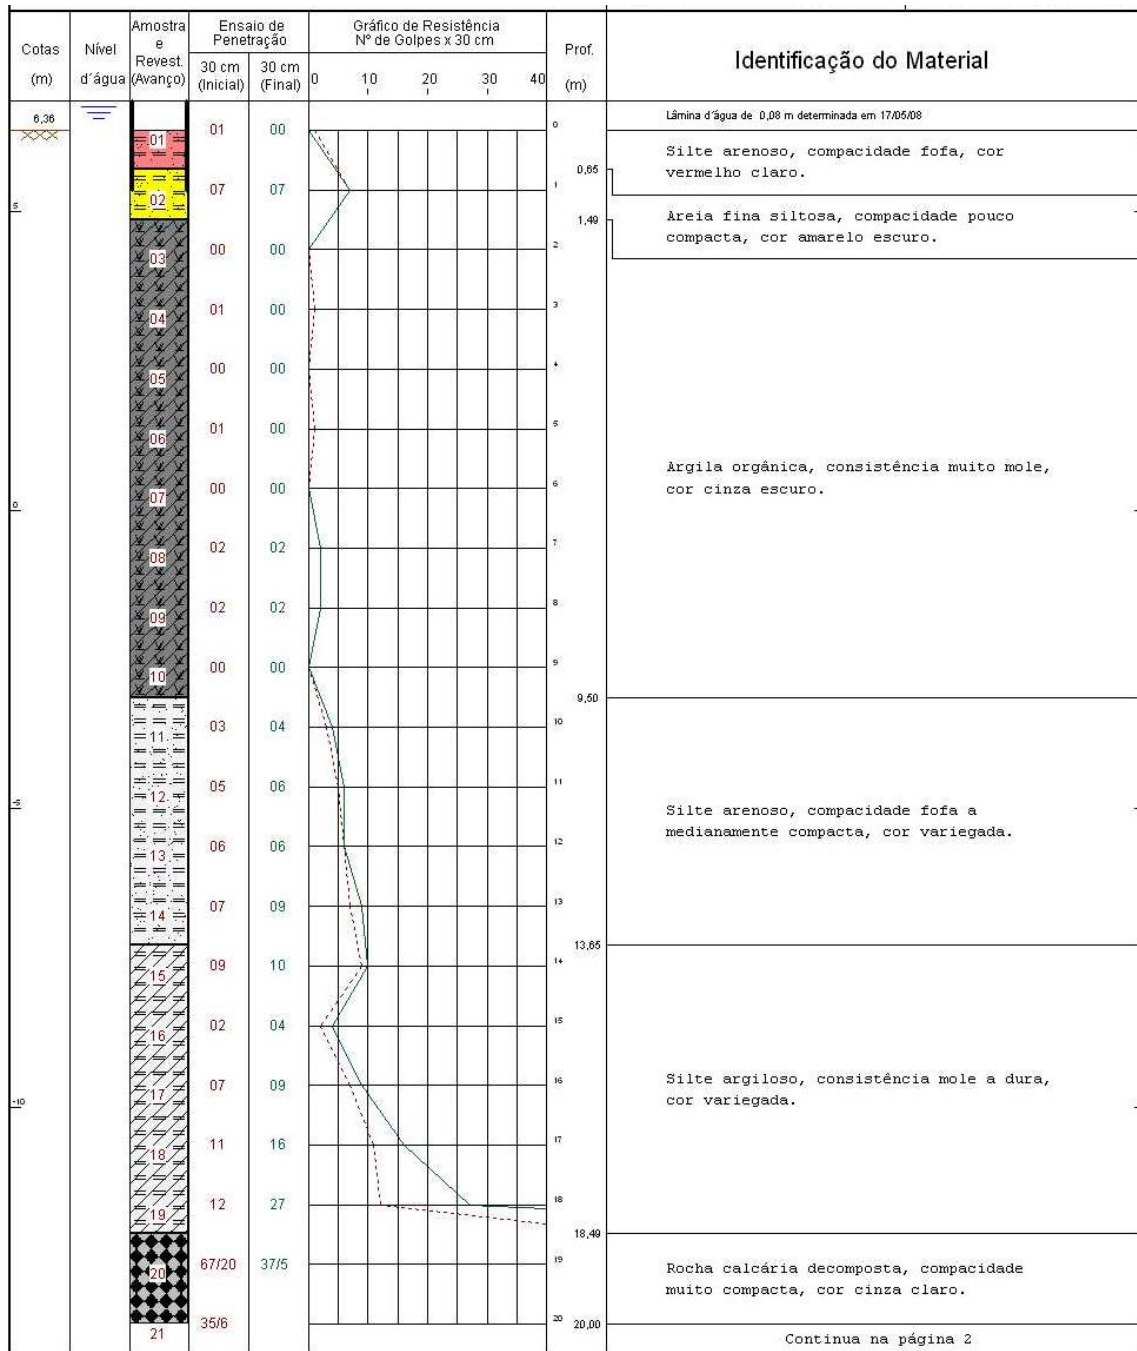 Cotas
(m)
Nível
d´água
Amostra
e
Revest.
(Avanço)
Ensaio de
Penetração
30 cm
(Inicial)
30 cm
(Final)
Gráfico de Resistência
Nº de Golpes x 30 cm
0 10 20 30 40
Prof.
(m)
Identificação do Material
6,36
01 00 0
Lâmina d´água de 0,08 m determinada em 17/05/08
01
Silte arenoso, compacidade fofa, cor
vermelho claro.
0,65
07 07 1
02
5
1,49
Areia fina siltosa, compacidade pouco
compacta, cor amarelo escuro.
00 00 2
03
01 00 3
04
00 00 4
05
01 00 5
06
Argila orgânica, consistência muito mole,
cor cinza escuro.
00 00 6
07
0
02 02 7
08
02 02 8
09
00 00 9
10
9,50
03 04 10
11
05 06 11
12
-5
Silte arenoso, compacidade fofa a
medianamente compacta, cor variegada.
06 06 12
13
07 09 13
14
13,65
09 10 14
15
02 04 15
16
07 09 16
Silte argiloso, consistência mole a dura,
cor variegada.
17
-10
11 16 17
18
12 27 18
19
18,49
67/20 37/5 19
20
Rocha calcária decomposta, compacidade
muito compacta, cor cinza claro.
35/6 20 20,00
21
Continua na página 2